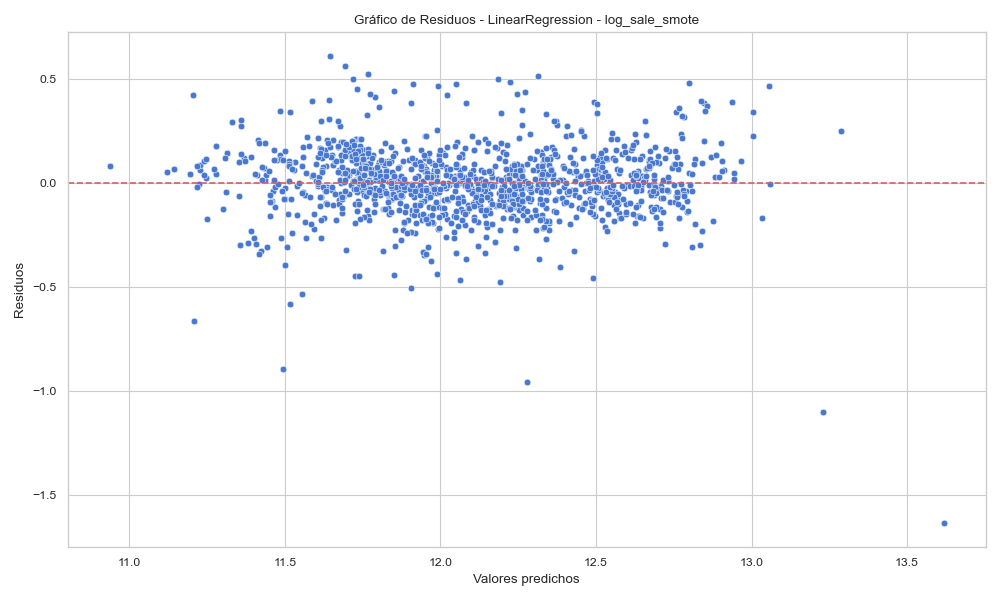 Gráfico de Residuos - LinearRegression - log_sale_smote
Residuos
0.5
0.0
−0.5
−1.0
−1.5
11.0 11.5 12.0 12.5 13.0 13.5
Valores predichos